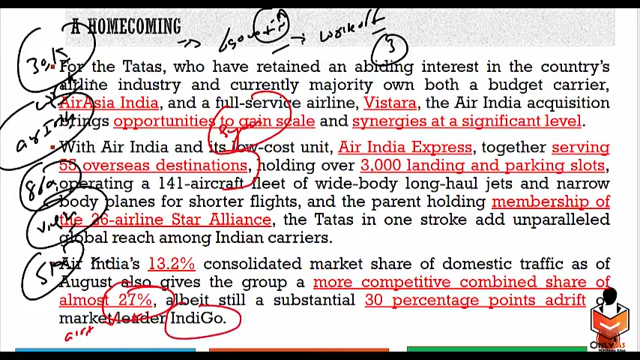 A HOMECOMING
For the Tatas, who have retained an abiding interest in the country's
airline industry and currently majority own both a budget carrier,
AirAsia India, and a full-service airline, Vistara, the Air India acquisition
brings opportunities to gain scale and synergies at a significant level.
With Air India and its low-cost unit, Air India Express, together serving
55 overseas destinations, holding over 3,000 landing and parking slots,
operating a 141-aircraft fleet of wide-body long-haul jets and narrow
body planes for shorter flights, and the parent holding membership of
the 26-airline Star Alliance, the Tatas in one stroke add unparalleled
global reach among Indian carriers.
Air India's 13.2% consolidated market share of domestic traffic as of
August also gives the group a more competitive combined share of
almost 27%, albeit still a substantial 30 percentage points adrift of
market leader IndiGo.
3